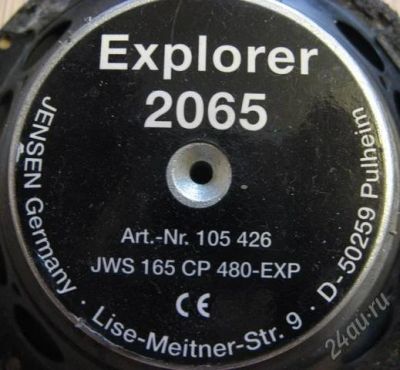 Explorer
2065
Art.-Nr. 105 426
JWS 165 CP 480-EXP
CE
JENSEN Germany · Lise-Meitner-Str. 9 · D-50259 Pulheim
24au.ru